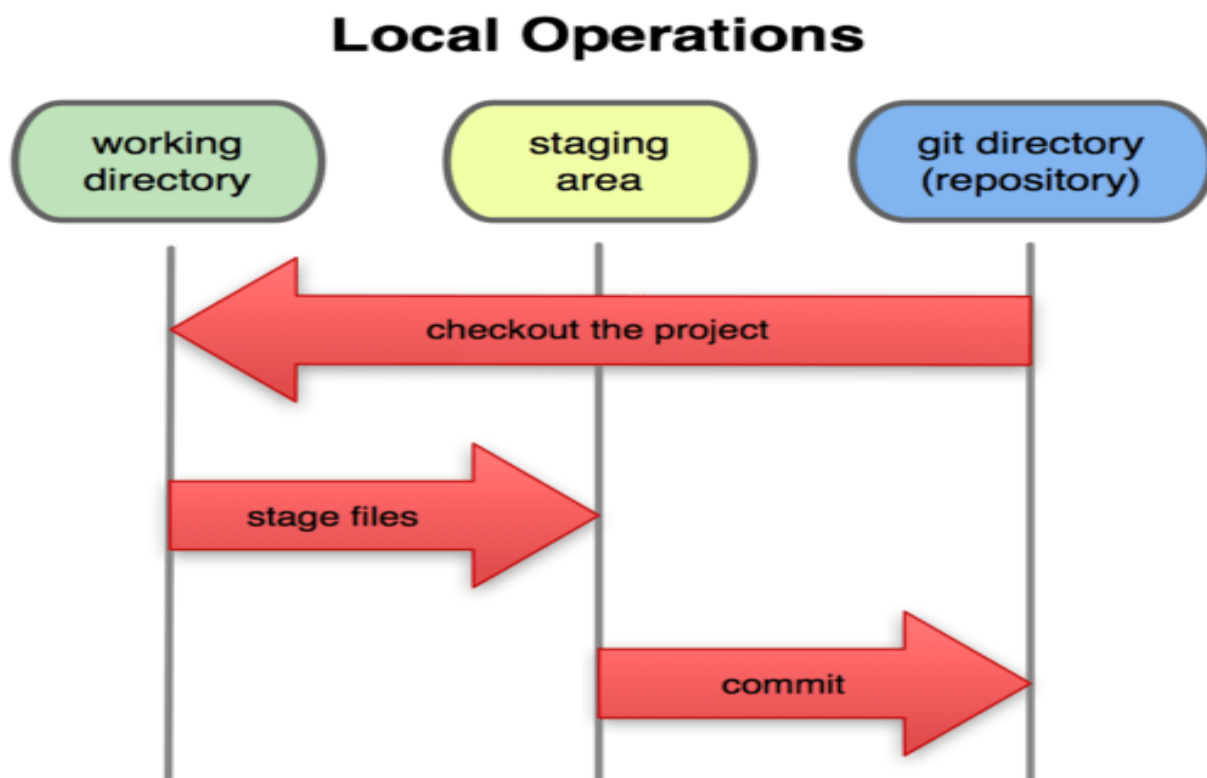 Local Operations
working
directory
staging
area
git directory
(repository)
checkout the project
stage files
commit